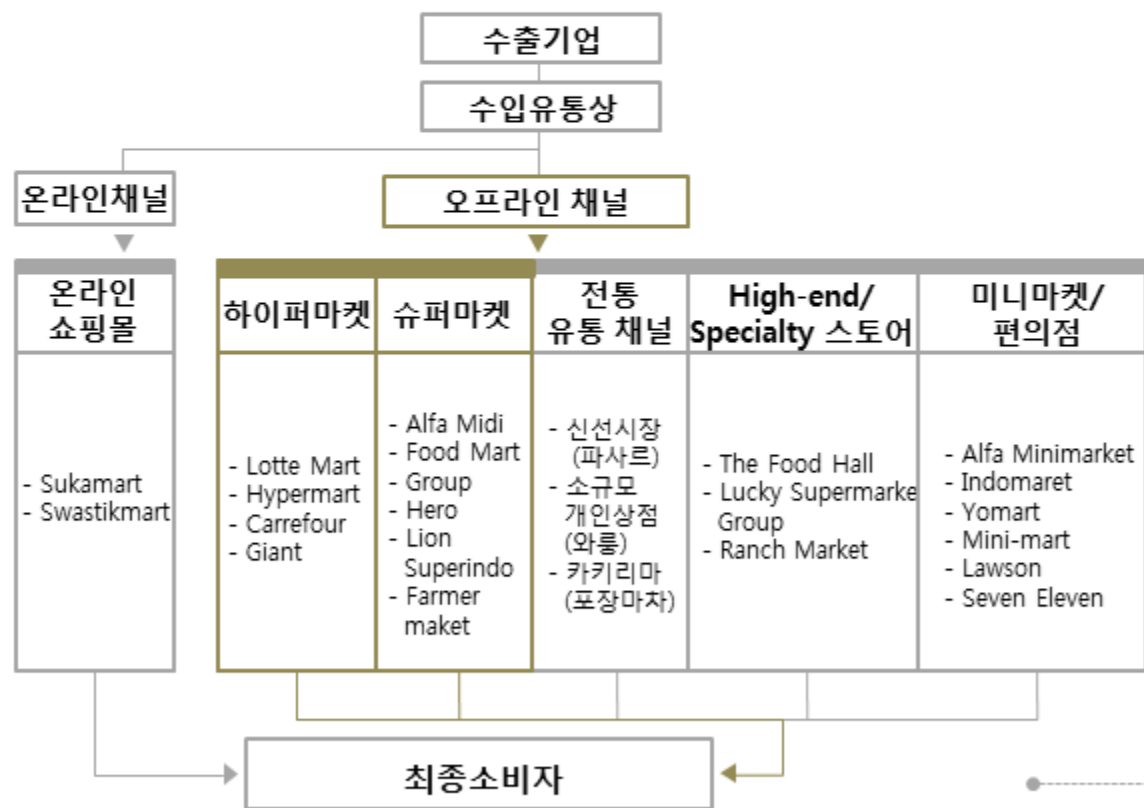 수출기업
수입유통상
온라인채널
오프라인 채널
온라인
쇼핑몰
하이퍼마켓
슈퍼마켓
전통
유통 채널
High-end/
Specialty 스토어
미니마켓/
편의점
- Sukamart
- Swastikmart
- Lotte Mart
- Hypermart
- Carrefour
- Giant
- Alfa Midi
- Food Mart
- Group
- Hero
- Lion
Superindo
- Farmer
maket
- 신선시장
(파사르)
- 소규모
개인상점
(와룽)
- 카키리마
(포장마차)
- The Food Hall
- Lucky Supermarke
Group
- Ranch Market
- Alfa Minimarket
- Indomaret
- Yomart
- Mini-mart
- Lawson
- Seven Eleven
최종소비자